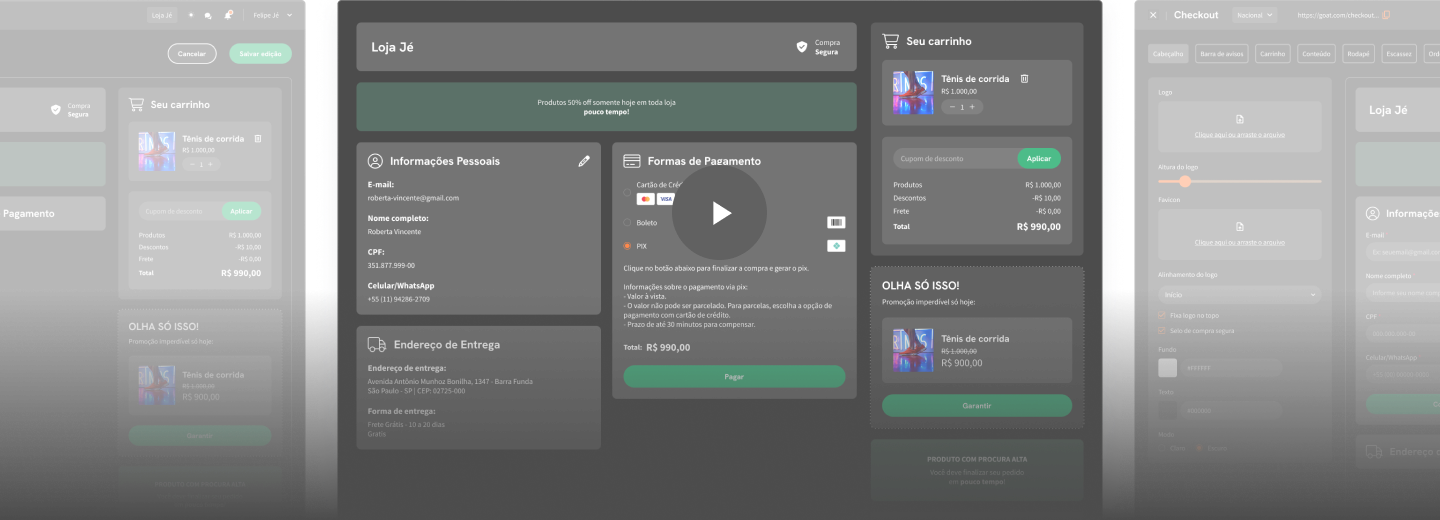 Loja Jé
Felipe Jé
Cancelar
Salvar edição
Compra
Segura
Seu carrinho
Tênis de corrida
R$ 1.000,00
1
Pagamento
Cupom de desconto
Aplicar
Produtos
R$ 1.000,00
Descontos
-R$ 10,00
Frete
-R$ 0,00
Total
R$ 990,00
OLHA SÓ ISSO!
Promoção imperdível só hoje:
Tênis de corrida
R$ 1.000,00
R$ 900,00
Garantir
Loja Jé
Compra
Segura
Produtos 50% off somente hoje em toda loja
pouco tempo!
Informações Pessoais
E-mail:
roberta-vincente@gmail.com
Nome completo:
Roberta Vincente
CPF:
351.877.999-00
Celular/WhatsApp
+55 (11) 94286-2709
Endereço de Entrega
Endereço de entrega:
Avenida Antônio Munhoz Bonilha, 1347 - Barra Funda
São Paulo - SP | CEP: 02725-000
Forma de entrega:
Frete Grátis - 10 a 20 dias
Gratis
Formas de Pagamento
Cartão de Créd
VISA
Boleto
PIX
Clique no botão abaixo para finalizar a compra e gerar o pix.
Informações sobre o pagamento via pix:
- Valor à vista.
- O valor não pode ser parcelado. Para parcelas, escolha a opção de
pagamento com cartão de crédito.
- Prazo de até 30 minutos para compensar.
Total: R$ 990,00
Pagar
Seu carrinho
Tênis de corrida
R$ 1.000,00
1
Cupom de desconto
Aplicar
Produtos
R$ 1.000,00
Descontos
-R$ 10,00
Frete
-R$ 0,00
Total
R$ 990,00
OLHA SÓ ISSO!
Promoção imperdível só hoje:
Tênis de corrida
R$ 1.000,00
R$ 900,00
Garantir
PRODUTO COM PROCURA ALTA
Você deve finalizar seu pedido
em pouco tempo!
Checkout
Nacional
https://gnat.com/checkout...
Cabeçalho
Barra de avisos
Carrinho
Conteúdo
Rodapé
Escassez
Ord
Logo
Clique aqui ou arraste o arquivo
Altura do logo
Favicon
Clique aqui ou arraste o arquivo
Alinhamento do logo
Início
Fixa logo no topo
Selo de compra segura
Fundo
#FFFFFF
Texto
Loja Jé
Informaçõe
E-mail
Nome completo
CPF
Celular/WhatsApp
Endereço d